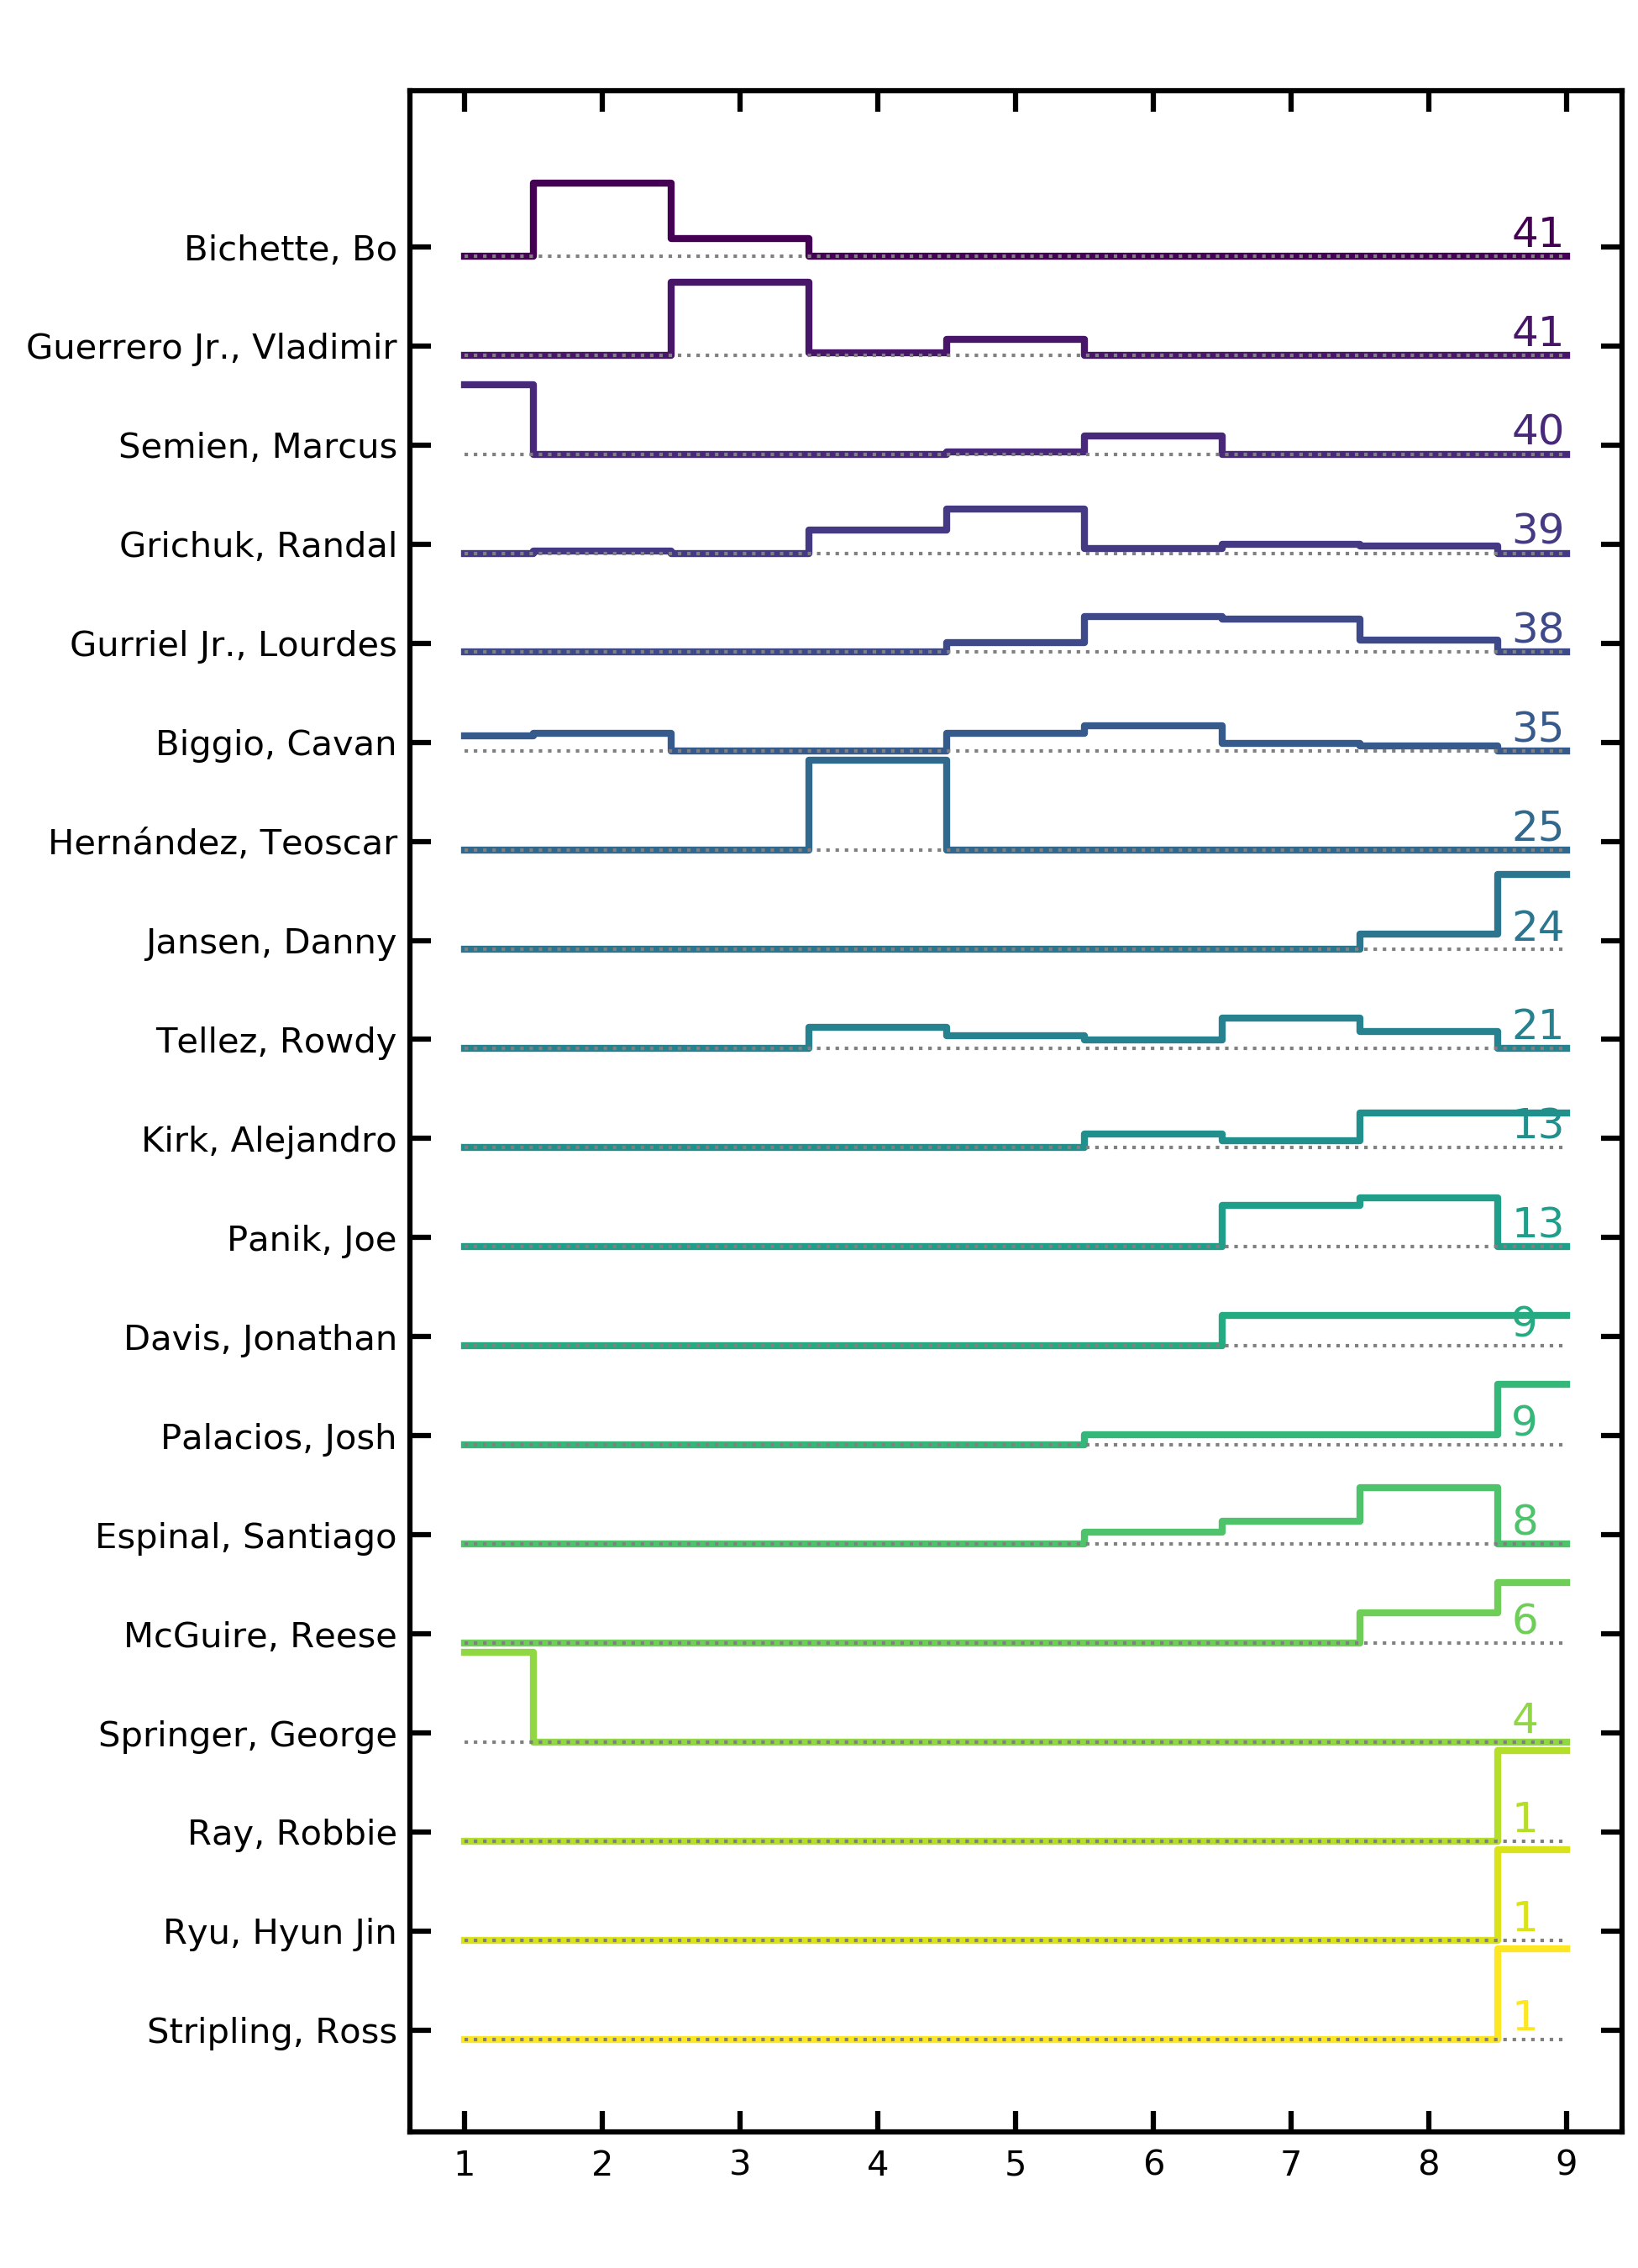 Bichette, Bo 41
Guerrero Jr., Vladimir 41
Semien, Marcus 40
Grichuk, Randal 39
Gurriel Jr., Lourdes 38
Biggio, Cavan 35
Hernández, Teoscar 25
Jansen, Danny 24
Tellez, Rowdy 21
Kirk, Alejandro 13
Panik, Joe 13
Davis, Jonathan 9
Palacios, Josh 9
Espinal, Santiago 8
McGuire, Reese 6
Springer, George 4
Ray, Robbie 1
Ryu, Hyun Jin 1
Stripling, Ross 1
1 2 3 4 5 6 7 8 9